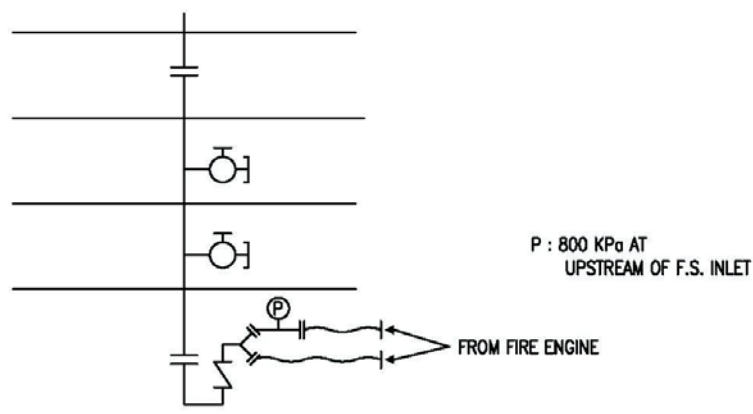 P : 800 KPa AT
UPSTREAM OF F.S. INLET
P
FROM FIRE ENGINE